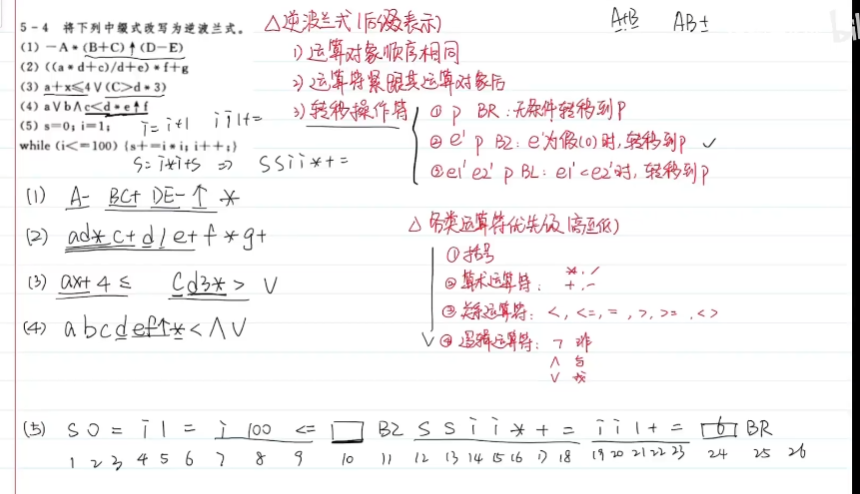 5－4 将下列中缀式改写为逆波兰式。
(1) －A * (B+C)↑(D－E)
(2) ((a * d+c)/d+e) * f+g
(3) a+x≤4∨(C>d * 3)
(4) a∨b∧c<d * e↑f
(5) s=0; i=1;
while (i<=100) {s+=i * i; i++;}
i=i+1 i i 1 + =
S=i*i+S ⇒ S S i i * + =
△逆波兰式(后缀表示)
1) 运算对象顺序相同
2) 运算符紧跟其运算对象后
3) 转移操作符
① p BR：无条件转移到P
② e' p BZ：e'为假(0)时，转移到p ✓
③ e1' e2' p BL：e1'<e2'时，转移到p
A+B AB+
△ 各类运算符优先级(高至低)
① 括号
② 算术运算符： *、/
+、-
③ 关系运算符： <, <=, =, >, >=, <>
④ 逻辑运算符： ¬ 非
∧ 与
∨ 或
(1) A- BC+ DE- ↑ *
(2) ad* c+ d / e + f * g +
(3) ax+ 4 ≤ Cd3* > ∨
(4) a b c d e f ↑ * < ∧ ∨
(5) S 0 = i 1 = i 100 <= □ BZ S S i i * + = i i 1 + = 6 BR
1 2 3 4 5 6 7 8 9 10 11 12 13 14 15 16 17 18 19 20 21 22 23 24 25 26